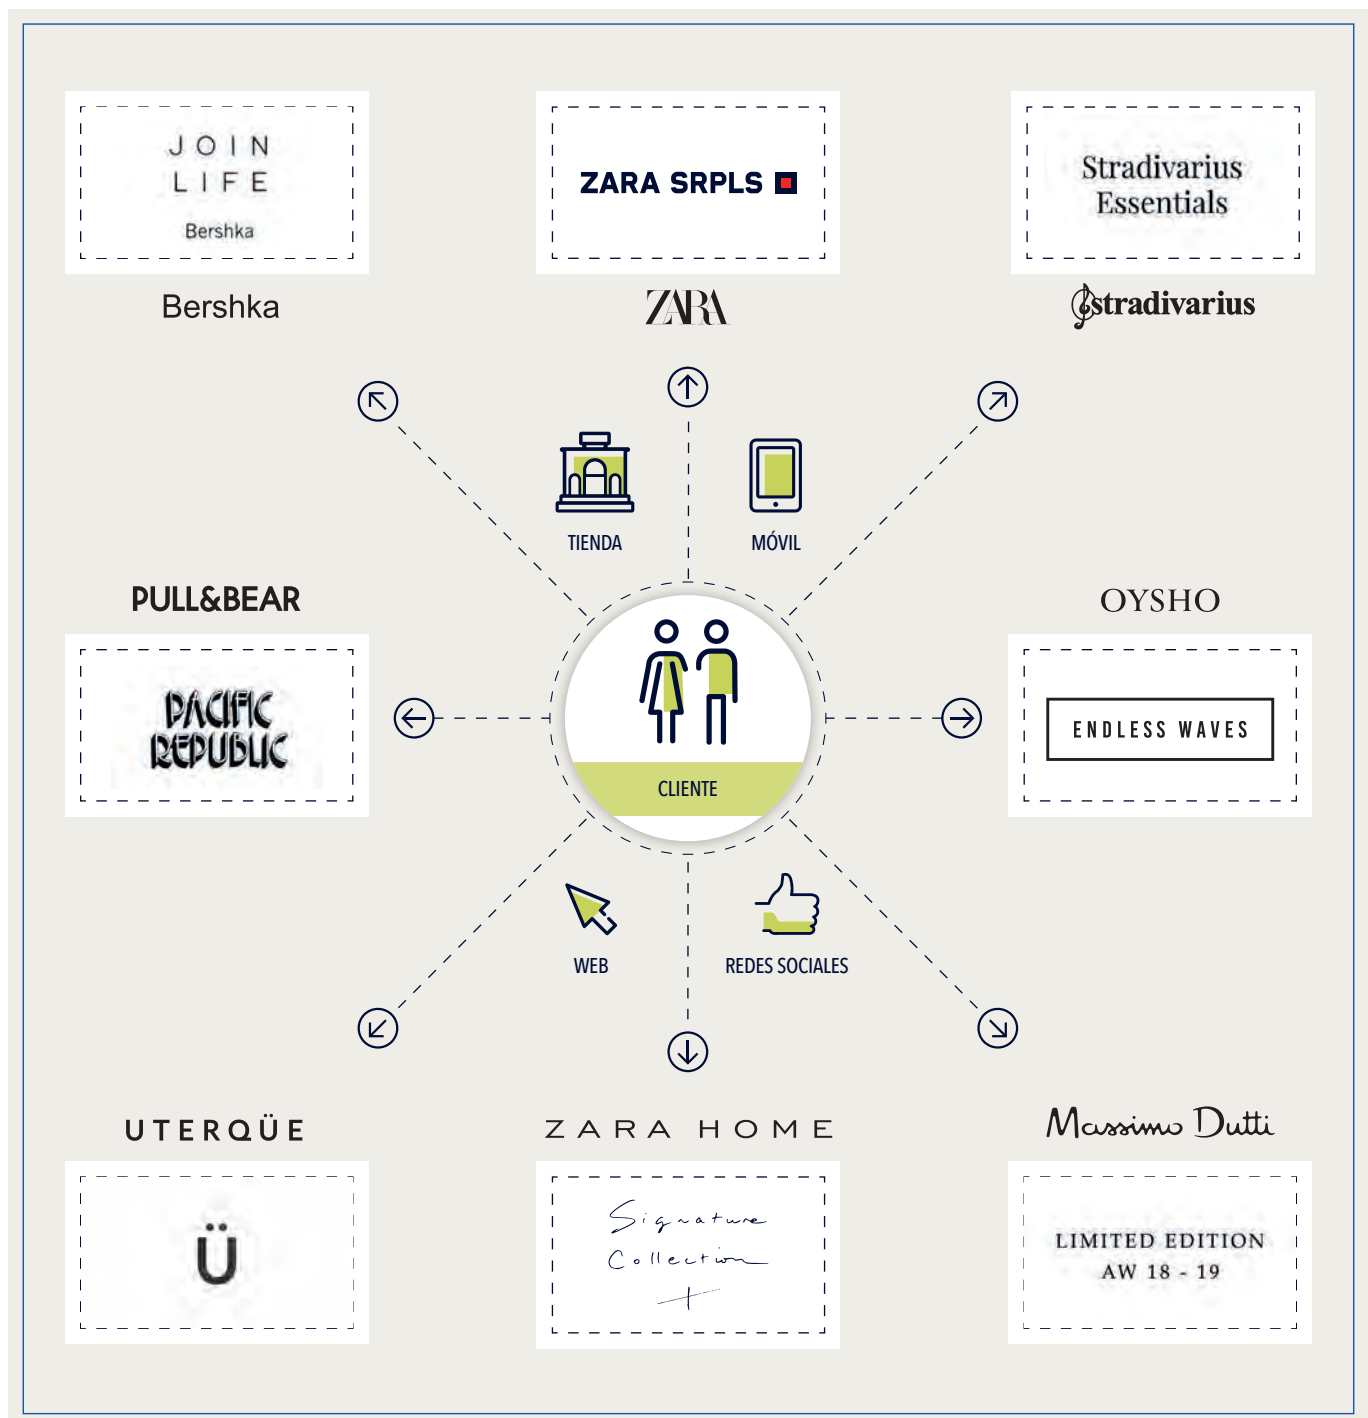 JOIN
LIFE
Bershka
Bershka
ZARA SRPLS
ZARA
Stradivarius
Essentials
stradivarius
TIENDA
MÓVIL
PULL&BEAR
PACIFIC
REPUBLIC
CLIENTE
OYSHO
ENDLESS WAVES
WEB
REDES SOCIALES
UTERQÜE
Ü
ZARA HOME
Signature
Collection
Massimo Dutti
LIMITED EDITION
AW 18 - 19